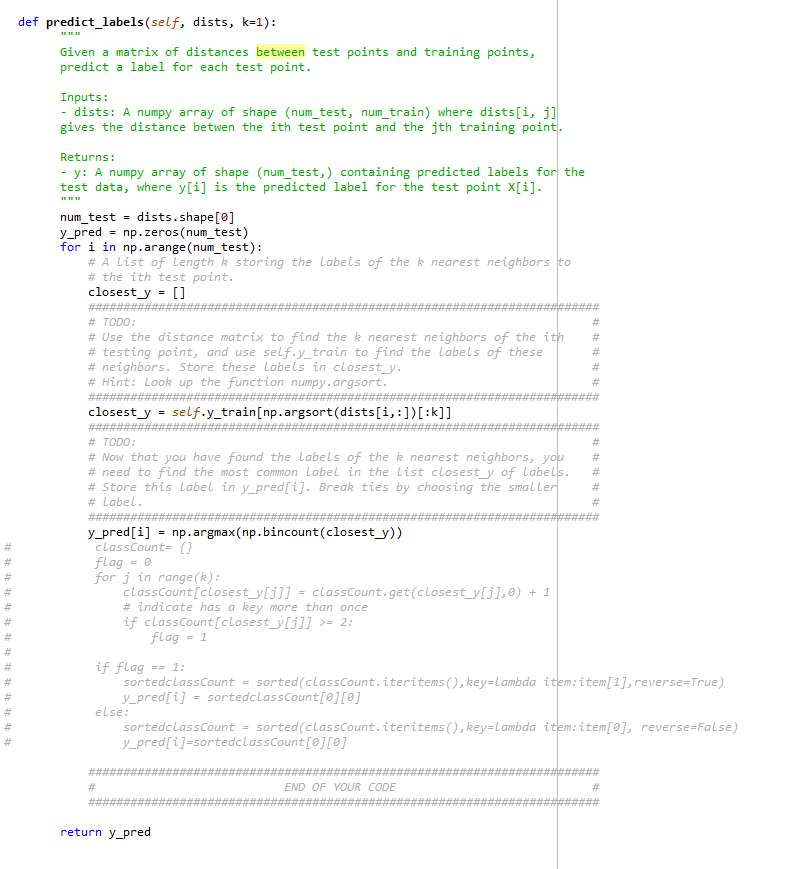 def predict_labels(self, dists, k=1):
"""
Given a matrix of distances between test points and training points,
predict a label for each test point.
Inputs:
- dists: A numpy array of shape (num_test, num_train) where dists[i, j]
gives the distance betwen the ith test point and the jth training point.
Returns:
- y: A numpy array of shape (num_test,) containing predicted labels for the
test data, where y[i] is the predicted label for the test point X[i].
"""
num_test = dists.shape[0]
y_pred = np.zeros(num_test)
for i in np.arange(num_test):
# A list of length k storing the labels of the k nearest neighbors to
# the ith test point.
closest_y = []
#########################################################################
# TODO: #
# Use the distance matrix to find the k nearest neighbors of the ith #
# testing point, and use self.y_train to find the labels of these #
# neighbors. Store these labels in closest_y. #
# Hint: Look up the function numpy.argsort. #
#########################################################################
closest_y = self.y_train[np.argsort(dists[i,:])[:k]]
#########################################################################
# TODO: #
# Now that you have found the labels of the k nearest neighbors, you #
# need to find the most common label in the list closest_y of labels. #
# Store this label in y_pred[i]. Break ties by choosing the smaller #
# label. #
#########################################################################
y_pred[i] = np.argmax(np.bincount(closest_y))
# classCount= {}
# flag = 0
# for j in range(k):
# classCount[closest_y[j]] = classCount.get(closest_y[j],0) + 1
# # indicate has a key more than once
# if classCount[closest_y[j]] >= 2:
# flag = 1
#
# if flag == 1:
# sortedclassCount = sorted(classCount.iteritems(),key=lambda item:item[1],reverse=True)
# y_pred[i] = sortedclassCount[0][0]
# else:
# sortedclassCount = sorted(classCount.iteritems(),key=lambda item:item[0], reverse=False)
# y_pred[i]=sortedclassCount[0][0]
#########################################################################
# END OF YOUR CODE #
#########################################################################
return y_pred